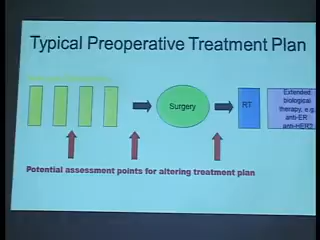 Typical Preoperative Treatment Plan
Surgery
RT
Extended
biological
therapy, e.g.
anti-ER
anti-HER2
Potential assessment points for altering treatment plan